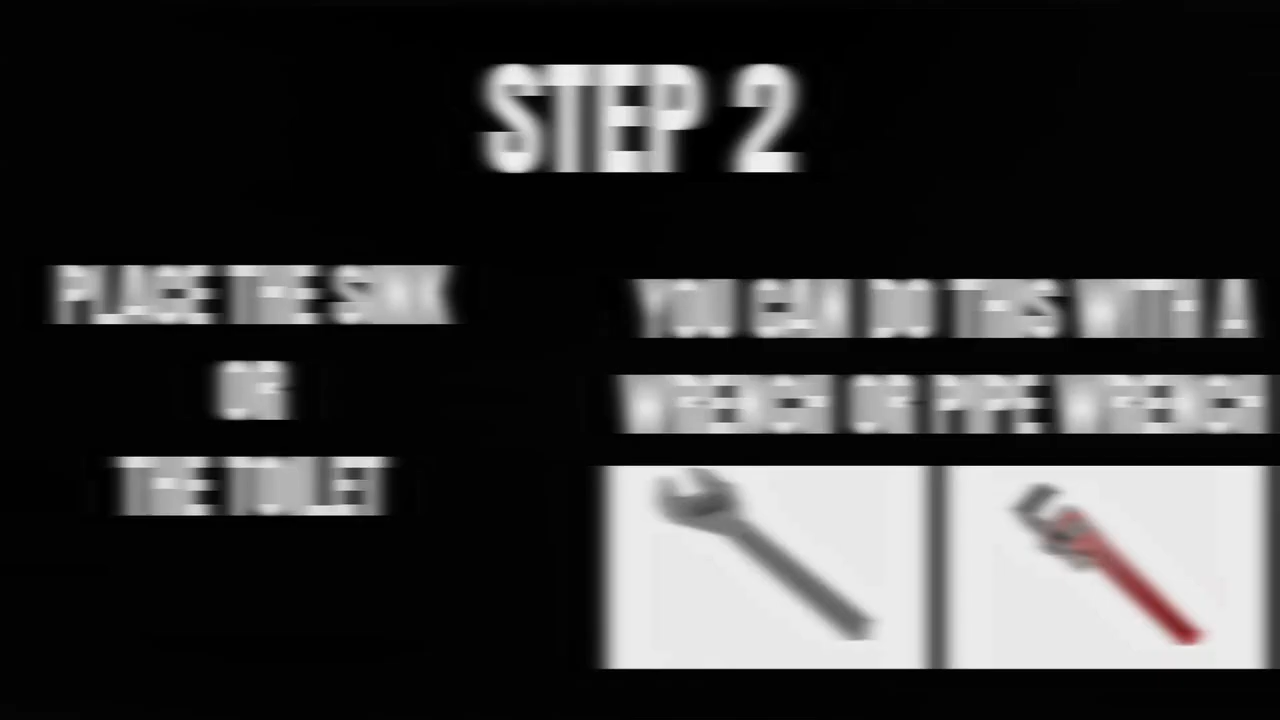 STEP 2
PLACE THE SINK
OR
THE TOILET
YOU CAN DO THIS WITH A
WRENCH OR PIPE WRENCH